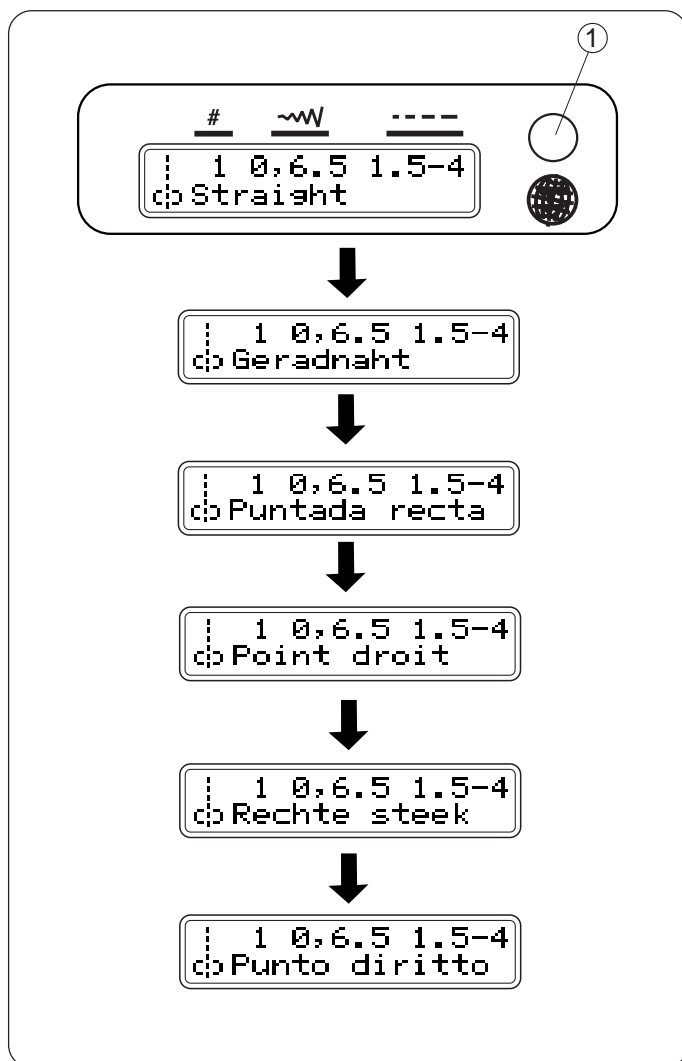 1
#
1 0,6.5 1.5-4
Straight
1 0,6.5 1.5-4
Geradnaht
1 0,6.5 1.5-4
Puntada recta
1 0,6.5 1.5-4
Point droit
1 0,6.5 1.5-4
Rechte steek
1 0,6.5 1.5-4
Punto diritto